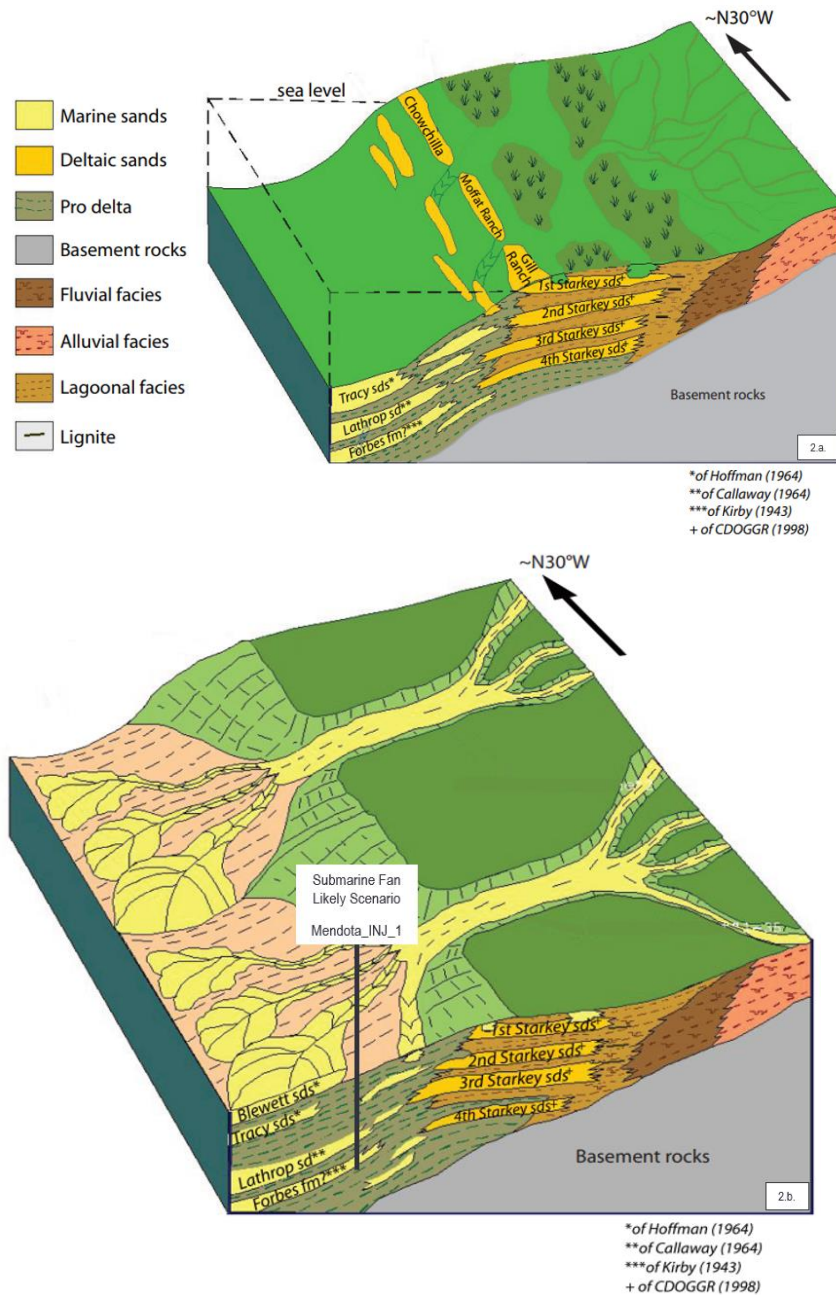 ~N30°W
sea level
Marine sands
Deltaic sands
Pro delta
Basement rocks
Fluvial facies
Alluvial facies
Lagoonal facies
Lignite
Chowchilla
Moffat Ranch
Gill
Ranch
1st Starkey sds+
2nd Starkey sds+
3rd Starkey sds+
4th Starkey sds+
Tracy sds*
Lathrop sd**
Forbes fm?***
Basement rocks
2.a.
*of Hoffman (1964)
**of Callaway (1964)
***of Kirby (1943)
+ of CDOGGR (1998)
~N30°W
Submarine Fan
Likely Scenario
Mendota_INJ_1
1st Starkey sds+
2nd Starkey sds+
3rd Starkey sds+
4th Starkey sds+
Blewett sds*
Tracy sds*
Lathrop sd**
Forbes fm?***
Basement rocks
2.b.
*of Hoffman (1964)
**of Callaway (1964)
***of Kirby (1943)
+ of CDOGGR (1998)